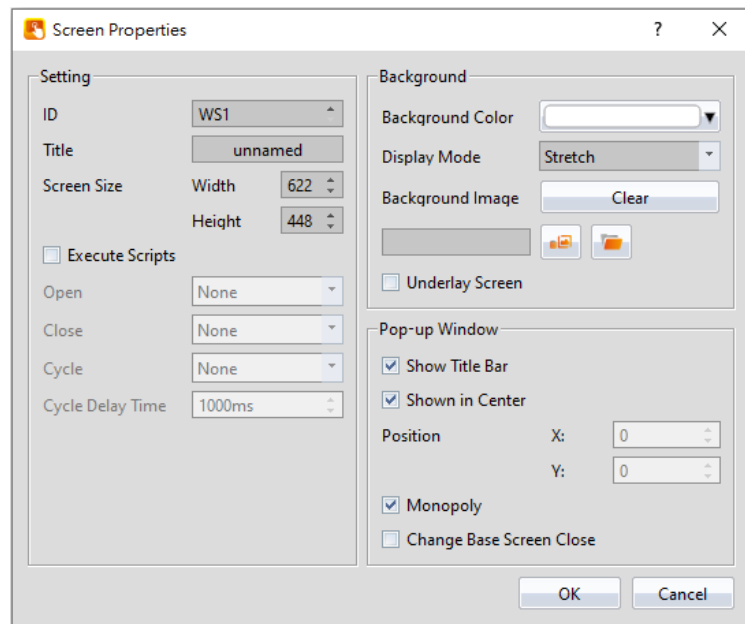 Screen Properties
Setting
ID WS1
Title unnamed
Screen Size Width 622
Height 448
Execute Scripts
Open None
Close None
Cycle None
Cycle Delay Time 1000ms
Background
Background Color
Display Mode Stretch
Background Image Clear
Underlay Screen
Pop-up Window
Show Title Bar
Shown in Center
Position X: 0
Y: 0
Monopoly
Change Base Screen Close
OK Cancel